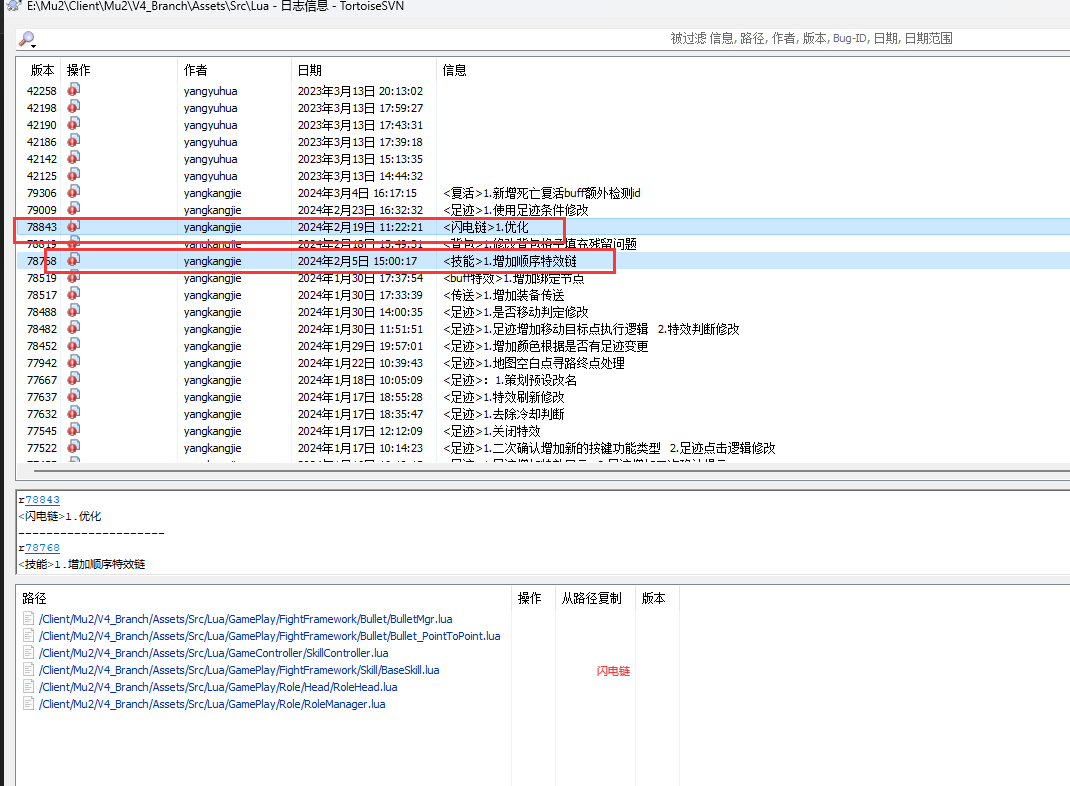 E:\Mu2\Client\Mu2\V4_Branch\Assets\Src\Lua - 日志信息 - TortoiseSVN
被过滤 信息, 路径, 作者, 版本, Bug-ID, 日期, 日期范围
版本 操作 作者 日期 信息
42258 yangyuhua 2023年3月13日 20:13:02
42198 yangyuhua 2023年3月13日 17:59:27
42190 yangyuhua 2023年3月13日 17:43:31
42186 yangyuhua 2023年3月13日 17:39:18
42142 yangyuhua 2023年3月13日 15:13:35
42125 yangyuhua 2023年3月13日 14:44:32
79306 yangkangjie 2024年3月4日 16:17:15 <复活>1.新增死亡复活buff额外检测id
79009 yangkangjie 2024年2月23日 16:32:32 <足迹>1.使用足迹条件修改
78843 yangkangjie 2024年2月19日 11:22:21 <闪电链>1.优化
78819 yangkangjie 2024年2月18日 15:49:51 <背包>1.修改背包格子填充残留问题
78768 yangkangjie 2024年2月5日 15:00:17 <技能>1.增加顺序特效链
78519 yangkangjie 2024年1月30日 17:37:54 <buff特效>1.增加绑定节点
78517 yangkangjie 2024年1月30日 17:33:39 <传送>1.增加装备传送
78488 yangkangjie 2024年1月30日 14:00:35 <足迹>1.是否移动判定修改
78482 yangkangjie 2024年1月30日 11:51:51 <足迹>1.足迹增加移动目标点执行逻辑 2.特效判断修改
78452 yangkangjie 2024年1月29日 19:57:01 <足迹>1.增加颜色根据是否有足迹变更
77942 yangkangjie 2024年1月22日 10:39:43 <足迹>1.地图空白点寻路终点处理
77667 yangkangjie 2024年1月18日 10:05:09 <足迹>：1.策划预设改名
77637 yangkangjie 2024年1月17日 18:55:28 <足迹>1.特效刷新修改
77632 yangkangjie 2024年1月17日 18:35:47 <足迹>1.去除冷却判断
77545 yangkangjie 2024年1月17日 12:12:09 <足迹>1.关闭特效
77522 yangkangjie 2024年1月17日 10:14:23 <足迹>1.二次确认增加新的按键功能类型 2.足迹点击逻辑修改
r78843
<闪电链>1.优化
---------------------
r78768
<技能>1.增加顺序特效链
路径 操作 从路径复制 版本
/Client/Mu2/V4_Branch/Assets/Src/Lua/GamePlay/FightFramework/Bullet/BulletMgr.lua
/Client/Mu2/V4_Branch/Assets/Src/Lua/GamePlay/FightFramework/Bullet/Bullet_PointToPoint.lua
/Client/Mu2/V4_Branch/Assets/Src/Lua/GameController/SkillController.lua
/Client/Mu2/V4_Branch/Assets/Src/Lua/GamePlay/FightFramework/Skill/BaseSkill.lua 闪电链
/Client/Mu2/V4_Branch/Assets/Src/Lua/GamePlay/Role/Head/RoleHead.lua
/Client/Mu2/V4_Branch/Assets/Src/Lua/GamePlay/Role/RoleManager.lua